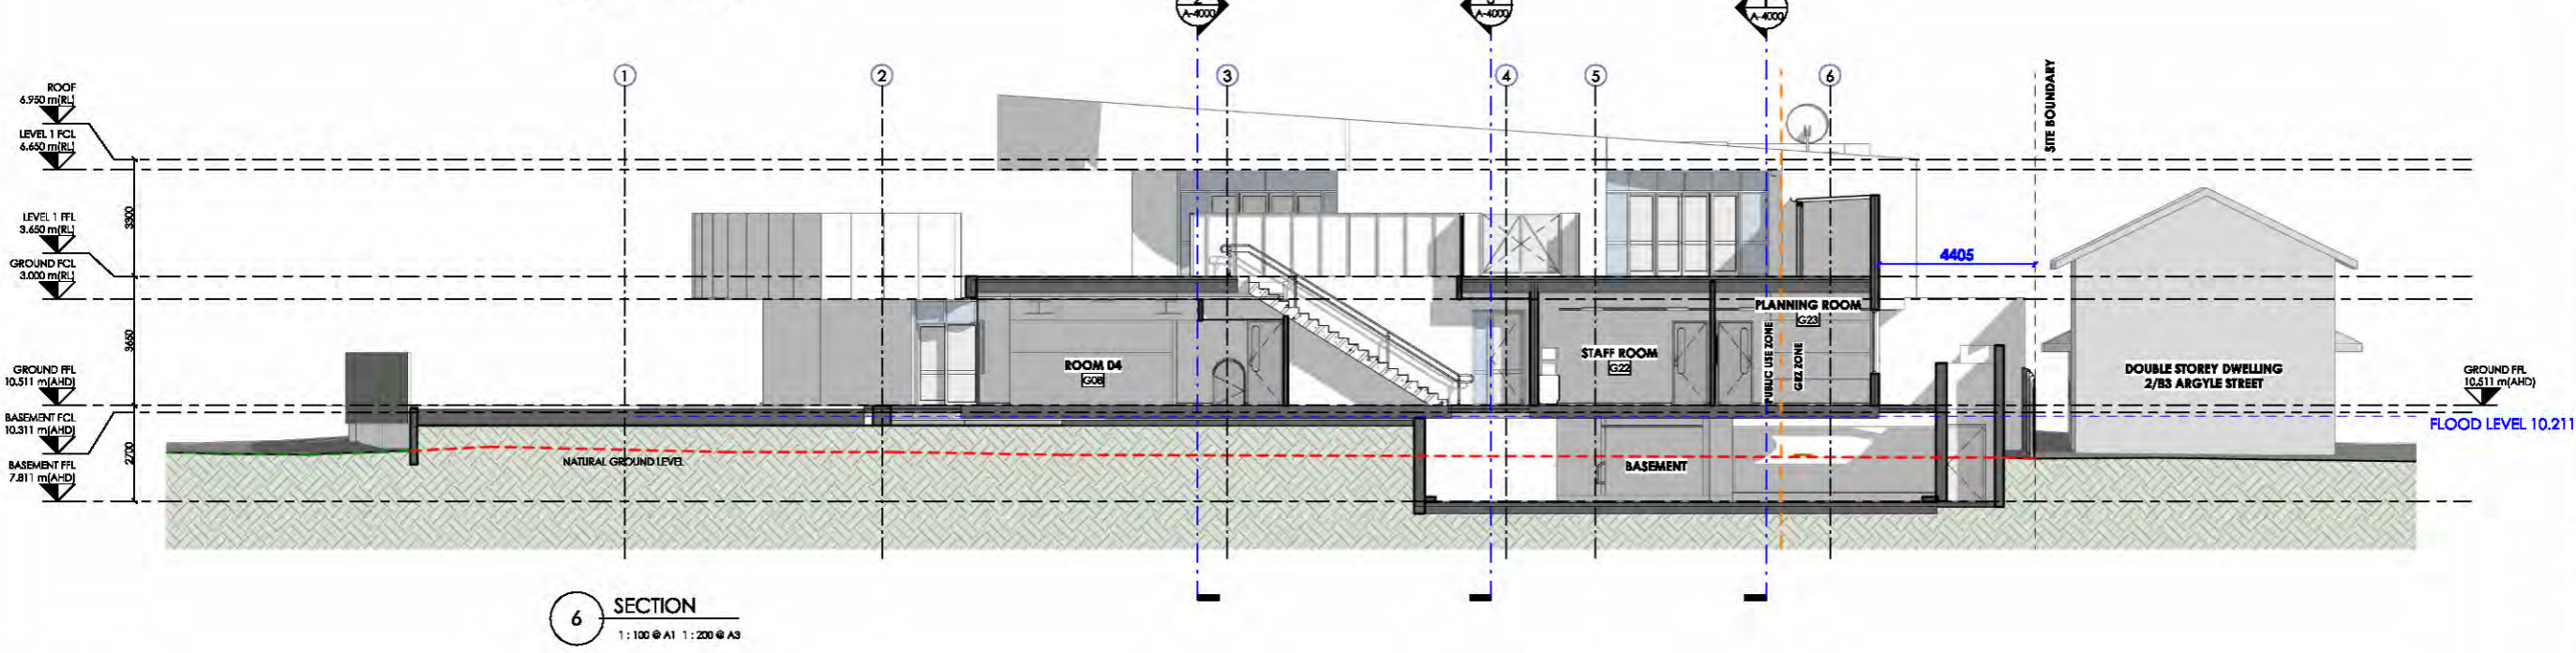 A-4000
A-4000
A-4000
1
2
3
4
5
6
SITE BOUNDARY
ROOF
6.950 m(RL)
LEVEL 1 FCL
6.650 m(RL)
LEVEL 1 FFL
3.650 m(RL)
GROUND FCL
3.000 m(RL)
GROUND FFL
10.511 m(AHD)
BASEMENT FCL
10.311 m(AHD)
BASEMENT FFL
7.811 m(AHD)
3300
3650
2700
4405
ROOM 04
G08
STAFF ROOM
G22
PLANNING ROOM
G23
PUBLIC USE ZONE
GRZ ZONE
DOUBLE STOREY DWELLING
2/83 ARGYLE STREET
GROUND FFL
10.511 m(AHD)
FLOOD LEVEL 10.211
NATURAL GROUND LEVEL
BASEMENT
6
SECTION
1 : 100 @ A1 1 : 200 @ A3